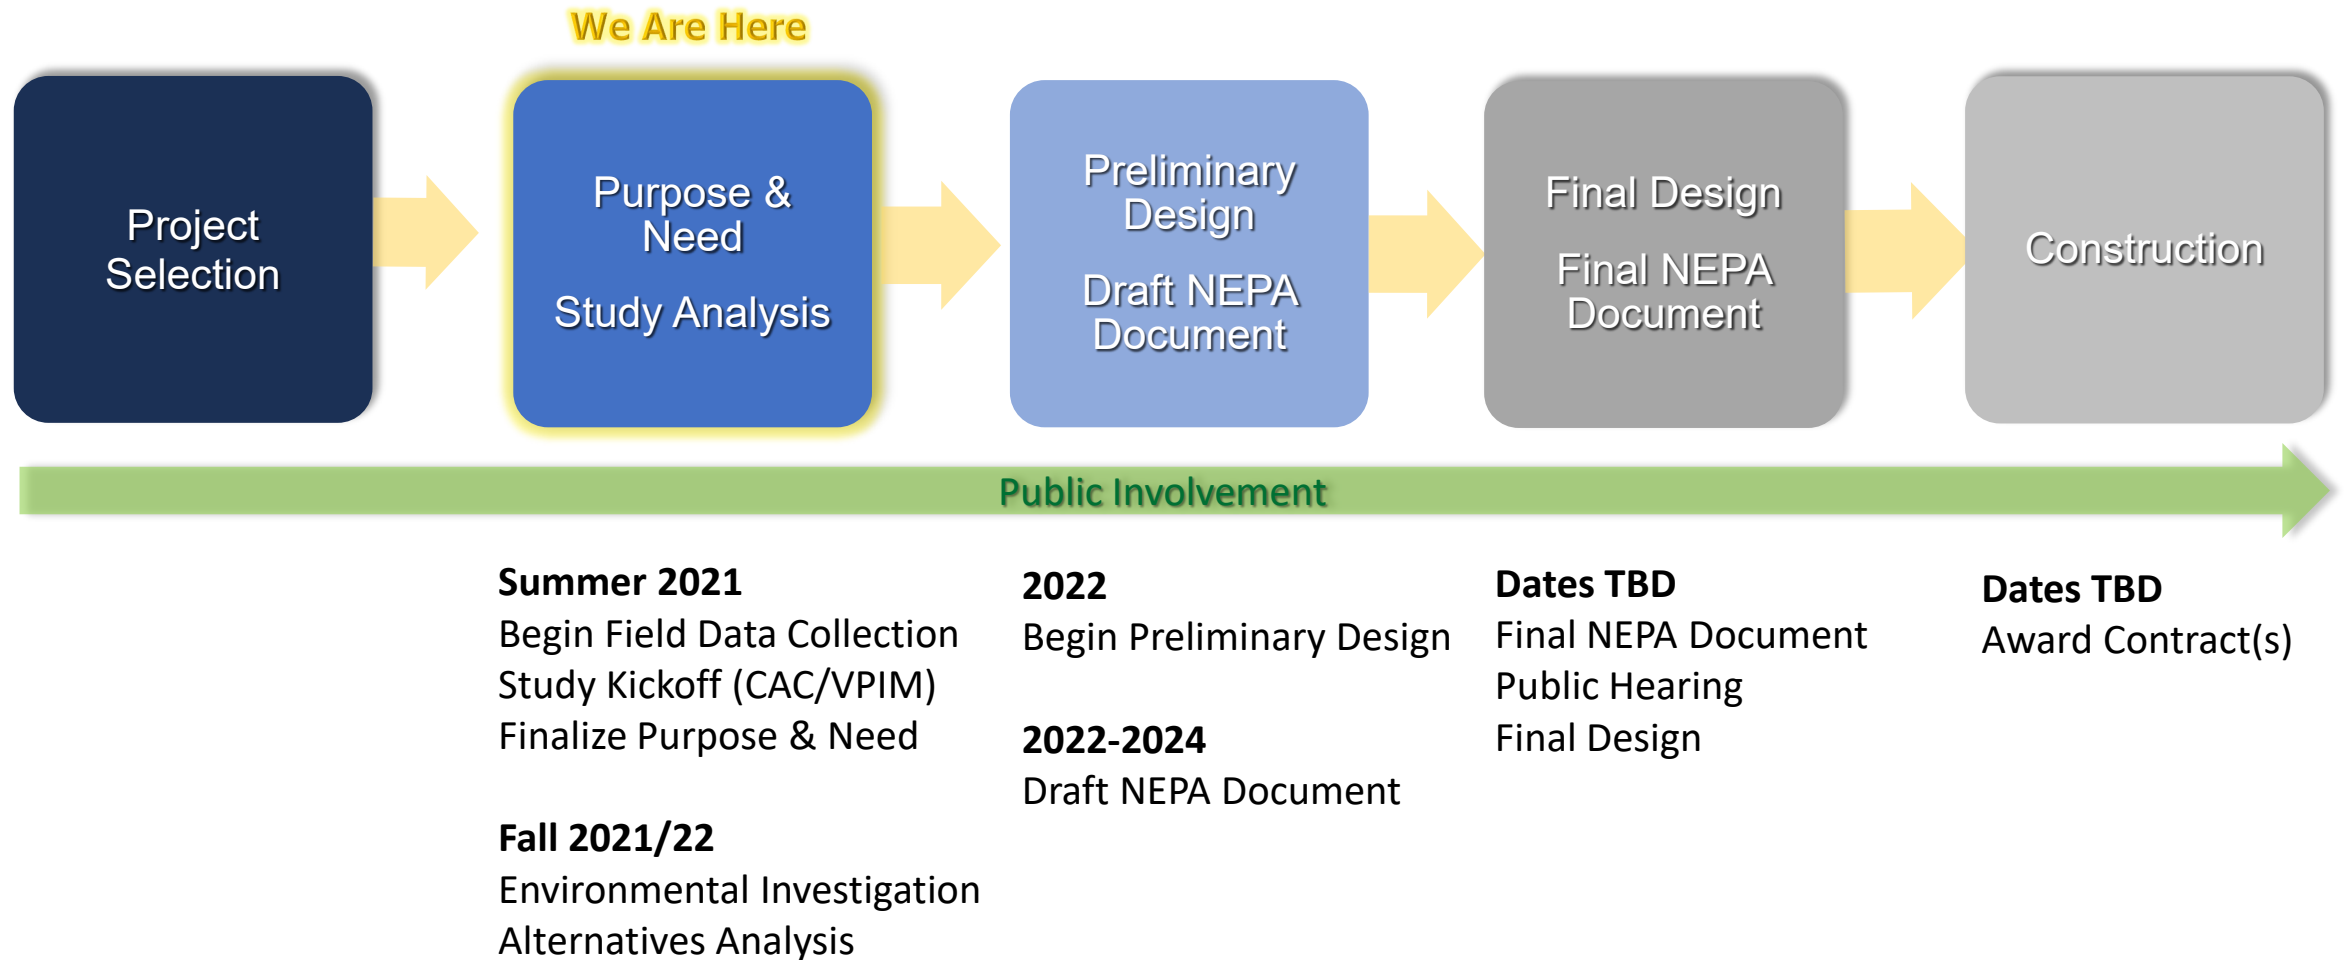 We Are Here
Project
Selection
Purpose &
Need
Study Analysis
Preliminary
Design
Draft NEPA
Document
Final Design
Final NEPA
Document
Construction
Public Involvement
Summer 2021
Begin Field Data Collection
Study Kickoff (CAC/VPIM)
Finalize Purpose & Need
Fall 2021/22
Environmental Investigation
Alternatives Analysis
2022
Begin Preliminary Design
2022-2024
Draft NEPA Document
Dates TBD
Final NEPA Document
Public Hearing
Final Design
Dates TBD
Award Contract(s)